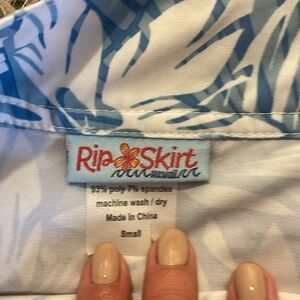 Rip Skirt
Hawaii
93% poly 7% spandex
machine wash / dry
Made in China
Small